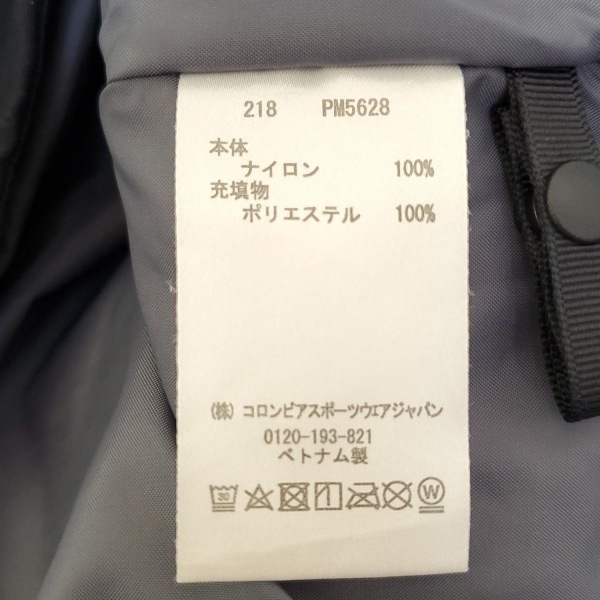 218 PM5628
本体
ナイロン 100%
充填物
ポリエステル 100%
(株) コロンビアスポーツウェアジャパン
0120-193-821
ベトナム製
30 W